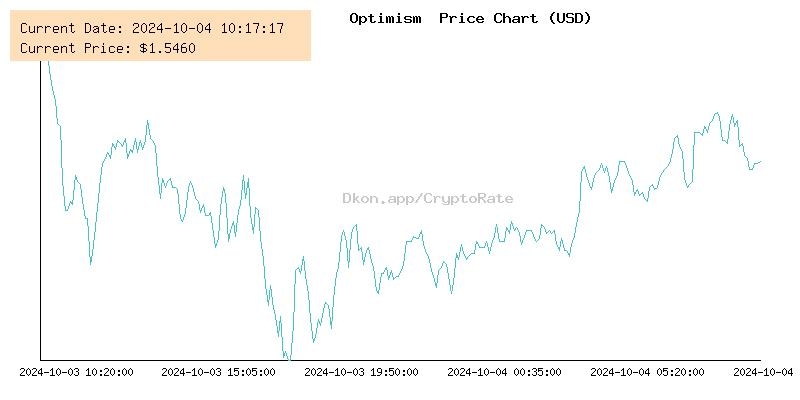 Optimism Price Chart (USD)
Current Date: 2024-10-04 10:17:17
Current Price: $1.5460
Dkon.app/CryptoRate
2024-10-03 10:20:00 2024-10-03 15:05:00 2024-10-03 19:50:00 2024-10-04 00:35:00 2024-10-04 05:20:00 2024-10-04